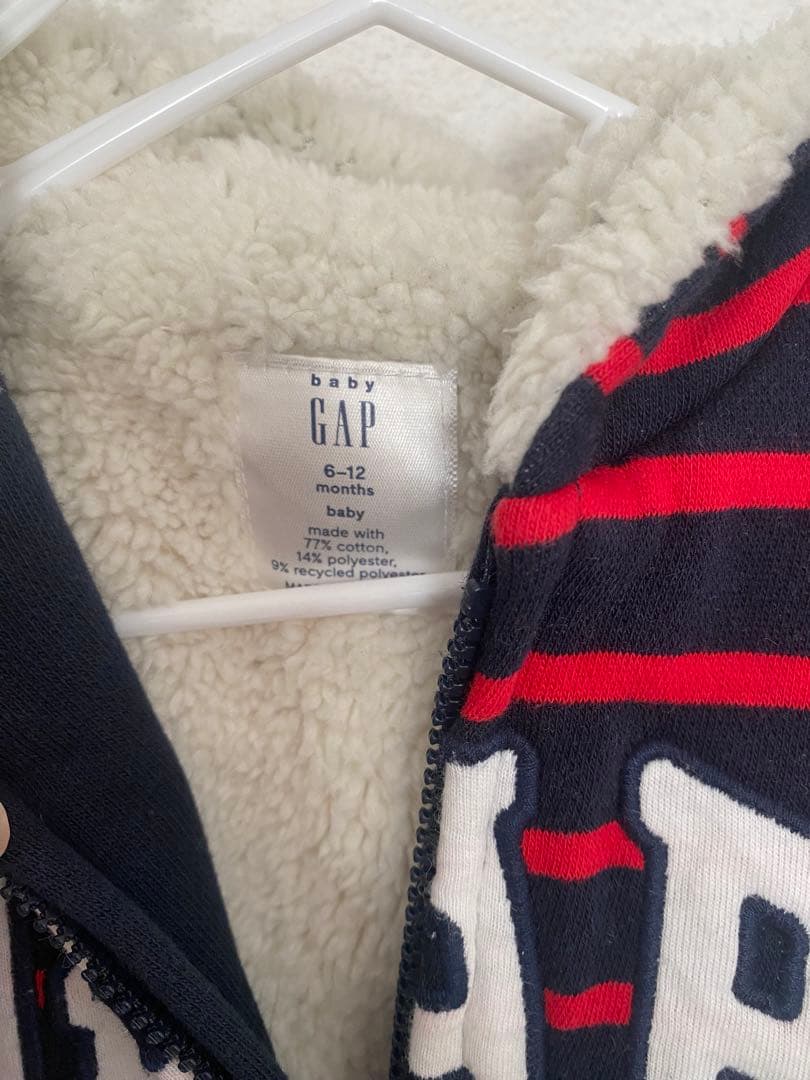 baby
GAP
6–12
months
baby
made with
77% cotton,
14% polyester,
9% recycled polyester